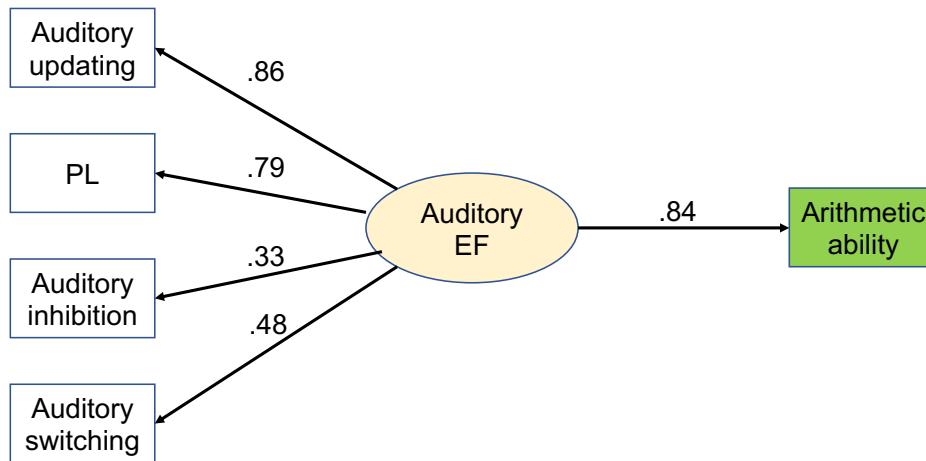 Auditory
updating
.86
PL
.79
Auditory
EF
.84
Arithmetic
ability
Auditory
inhibition
.33
.48
Auditory
switching